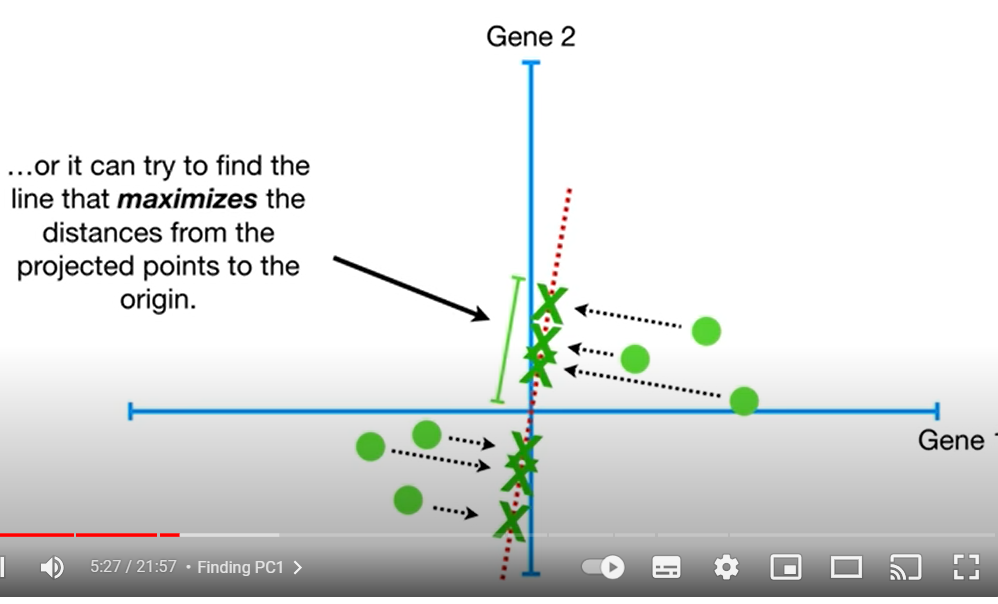 Gene 2
…or it can try to find the
line that maximizes the
distances from the
projected points to the
origin.
Gene 1
5:27 / 21:57 • Finding PC1